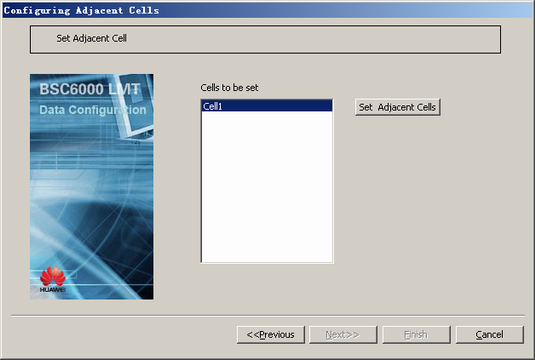 Configuring Adjacent Cells
Set Adjacent Cell
BSC6000 LMT
Data Configuration
Cells to be set
Cell1
Set Adjacent Cells
HUAWEI
<<Previous
Next>>
Finish
Cancel